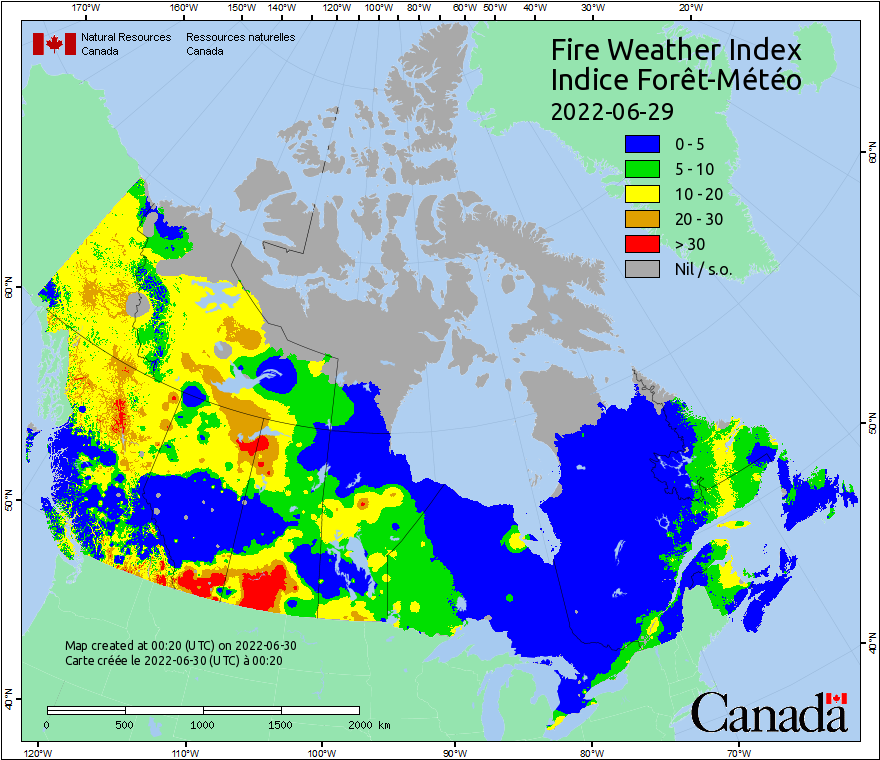 170°W 160°W 150°W 140°W 130°W 120°W 110°W 100°W 90°W 80°W 70°W 60°W 50°W 40°W 30°W 20°W
Natural Resources Ressources naturelles
Canada Canada
Fire Weather Index
Indice Forêt-Météo
2022-06-29
0 - 5
5 - 10
10 - 20
20 - 30
> 30
Nil / s.o.
60°N
60°N
50°N
50°N
40°N
40°N
Map created at 00:20 (UTC) on 2022-06-30
Carte créée le 2022-06-30 (UTC) à 00:20
0 500 1000 1500 2000 km
Canada
120°W 110°W 100°W 90°W 80°W 70°W